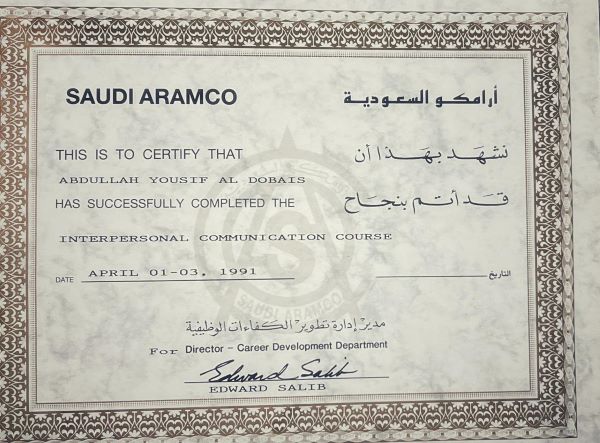 SAUDI ARAMCO
أرامكو السعودية
THIS IS TO CERTIFY THAT
نشهد بهذا أن
ABDULLAH YOUSIF AL DOBAIS
HAS SUCCESSFULLY COMPLETED THE
قد أتم بنجاح
INTERPERSONAL COMMUNICATION COURSE
DATE APRIL 01-03, 1991
التاريخ
SAUDI ARAMCO
مدير إدارة تطوير الكفاءات الوظيفية
For Director – Career Development Department
Edward Salib
EDWARD SALIB